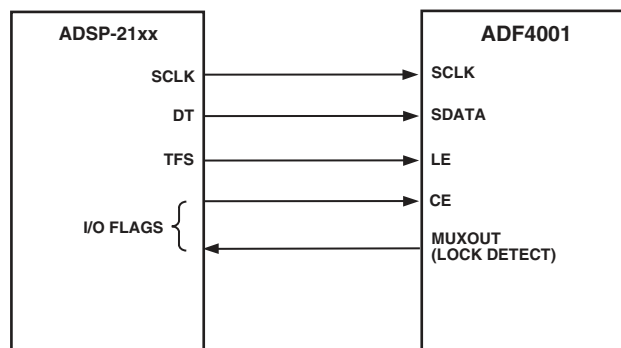 ADSP-21xx
SCLK
DT
TFS
I/O FLAGS
ADF4001
SCLK
SDATA
LE
CE
MUXOUT
(LOCK DETECT)